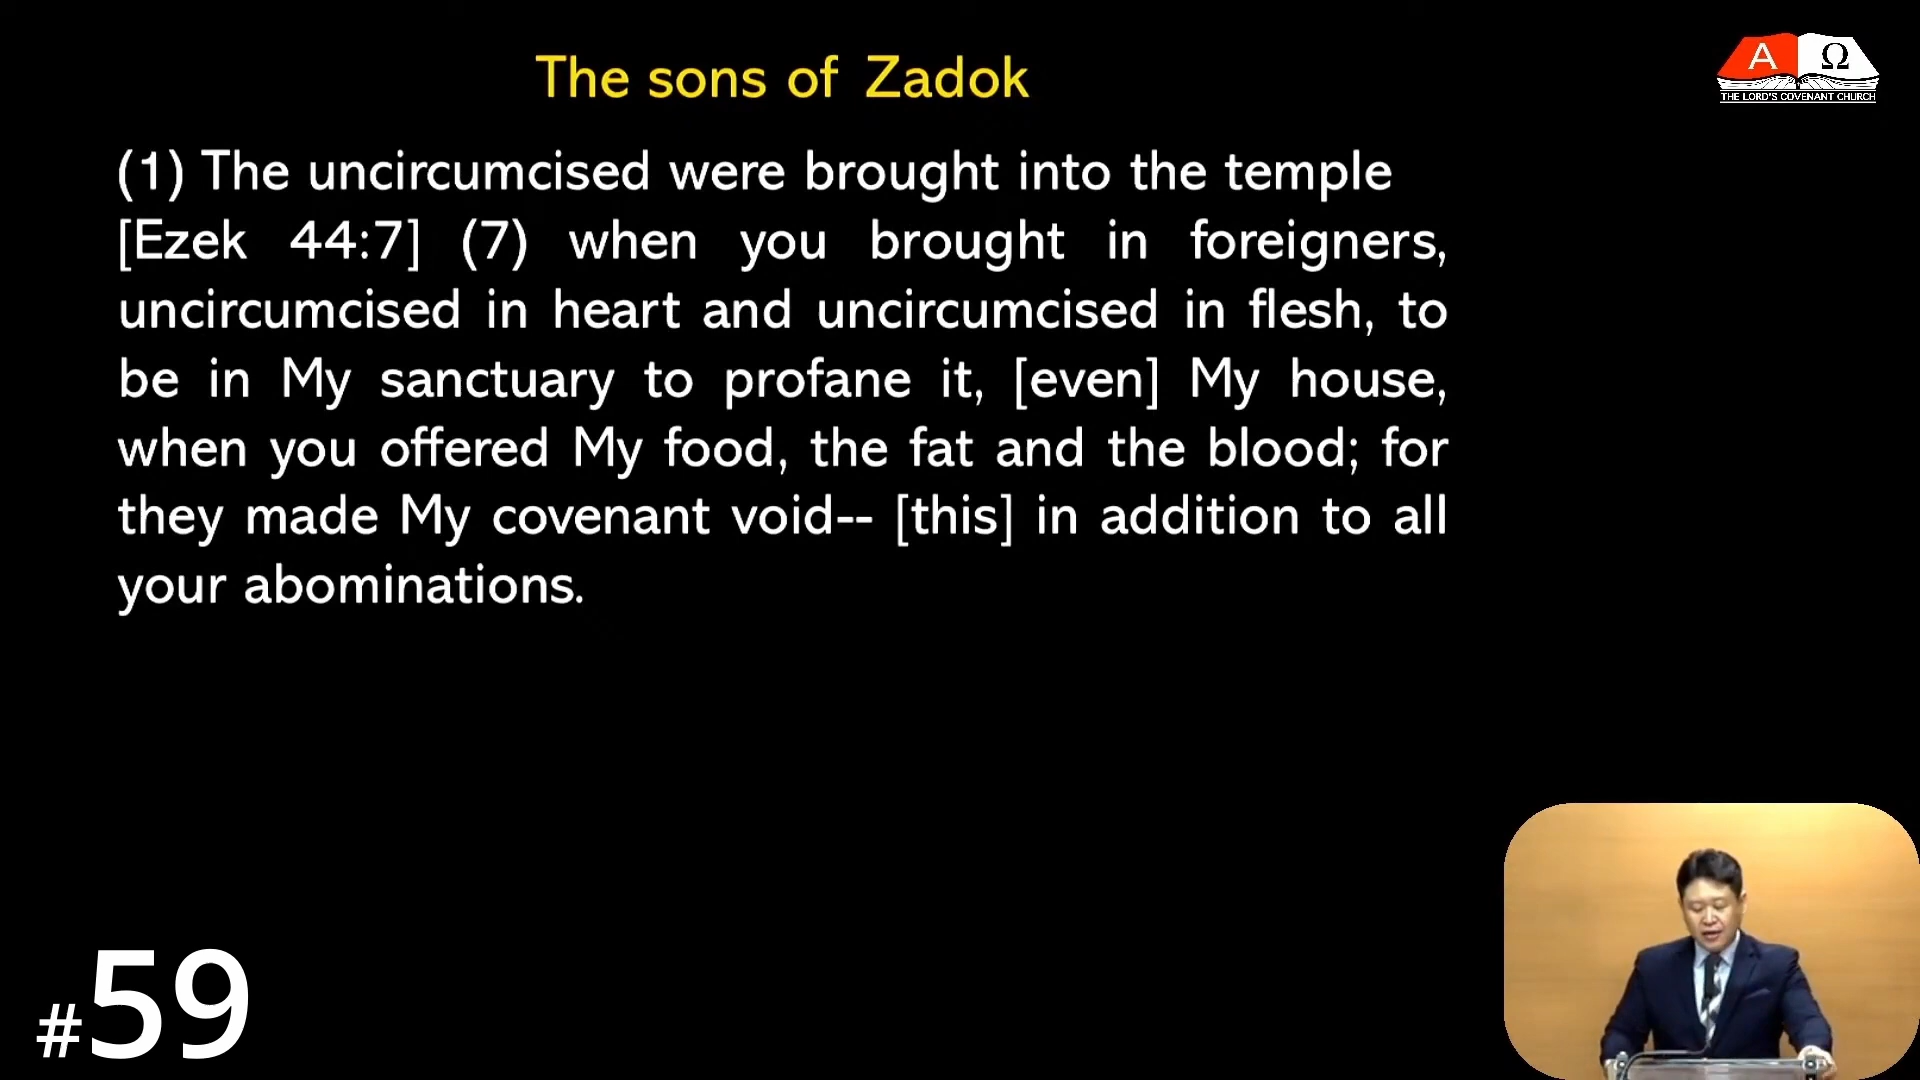 The sons of Zadok
A Ω
THE LORD'S COVENANT CHURCH
(1) The uncircumcised were brought into the temple
[Ezek 44:7] (7) when you brought in foreigners,
uncircumcised in heart and uncircumcised in flesh, to
be in My sanctuary to profane it, [even] My house,
when you offered My food, the fat and the blood; for
they made My covenant void-- [this] in addition to all
your abominations.
#59